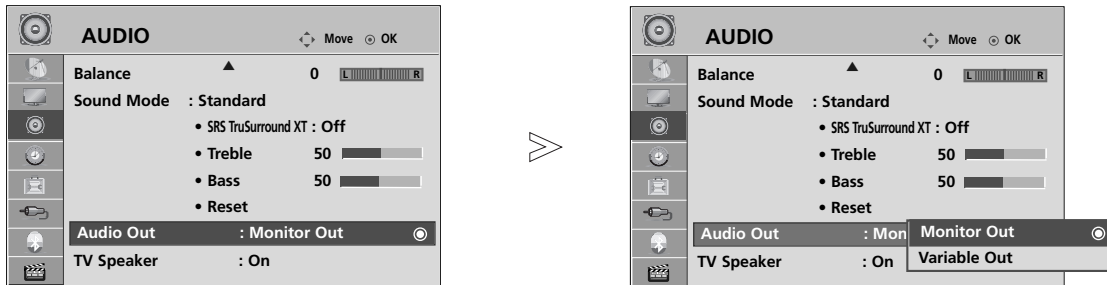 AUDIO Move OK
Balance 0 L R
Sound Mode : Standard
• SRS TruSurround XT : Off
• Treble 50
• Bass 50
• Reset
Audio Out : Monitor Out
TV Speaker : On
AUDIO Move OK
Balance 0 L R
Sound Mode : Standard
• SRS TruSurround XT : Off
• Treble 50
• Bass 50
• Reset
Audio Out : Mon Monitor Out
TV Speaker : On Variable Out